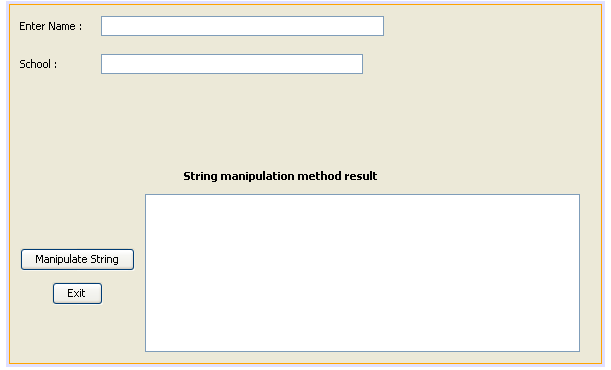 Enter Name :
School :
String manipulation method result
Manipulate String
Exit